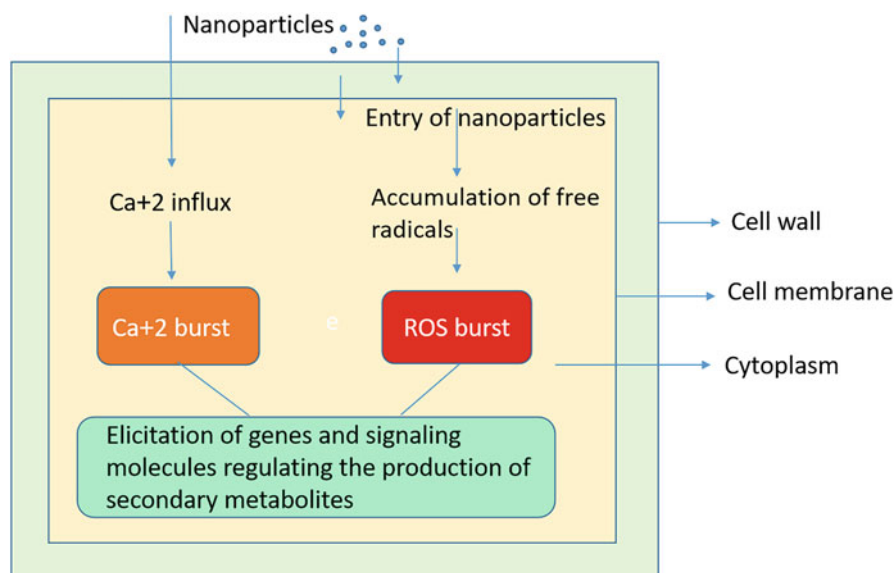 Nanoparticles
Entry of nanoparticles
Ca+2 influx
Accumulation of free
radicals
Cell wall
Cell membrane
Ca+2 burst
e
ROS burst
Cytoplasm
Elicitation of genes and signaling
molecules regulating the production of
secondary metabolites